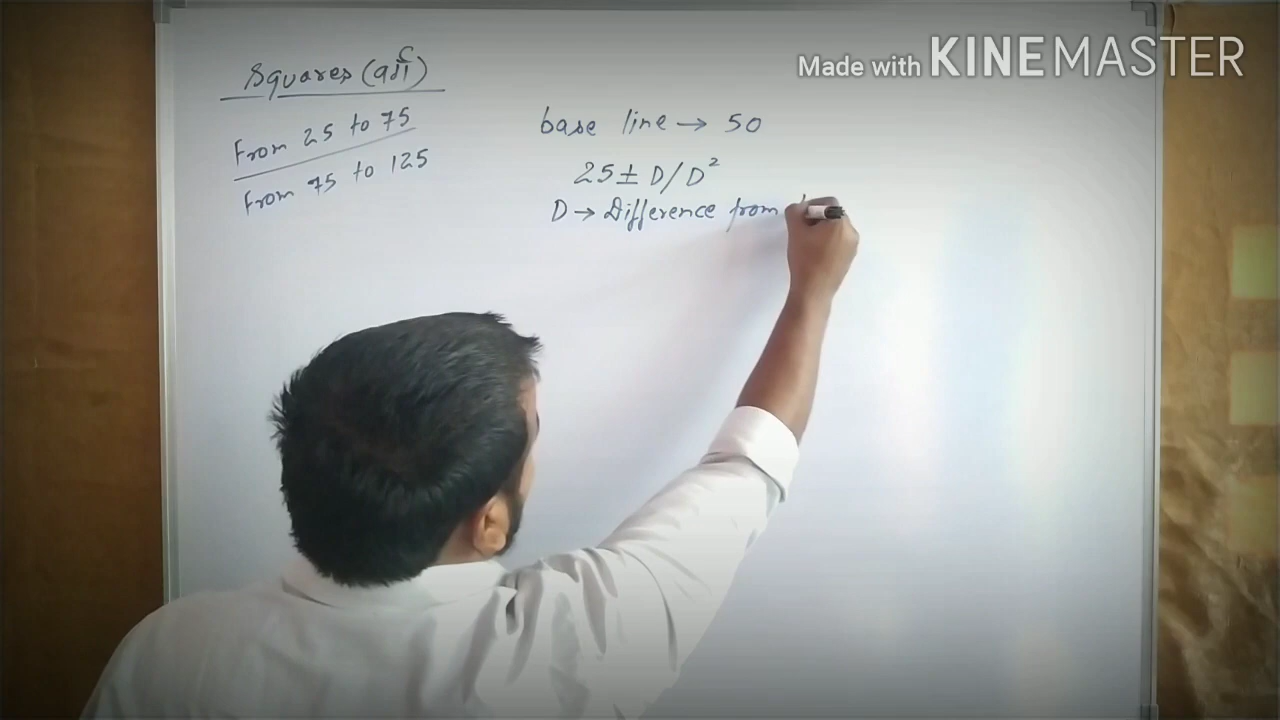 Squares (वर्ग)
From 25 to 75
From 75 to 125
base line → 50
25 ± D/D²
D → Difference from
Made with KINEMASTER